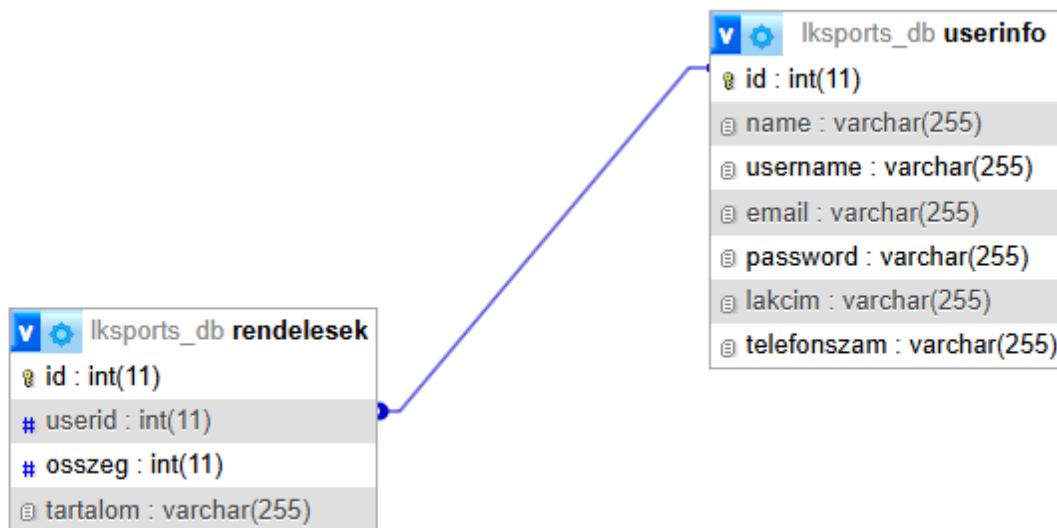 v lksports_db userinfo
id : int(11)
name : varchar(255)
username : varchar(255)
email : varchar(255)
password : varchar(255)
lakcim : varchar(255)
telefonszam : varchar(255)
v lksports_db rendelesek
id : int(11)
# userid : int(11)
# osszeg : int(11)
tartalom : varchar(255)